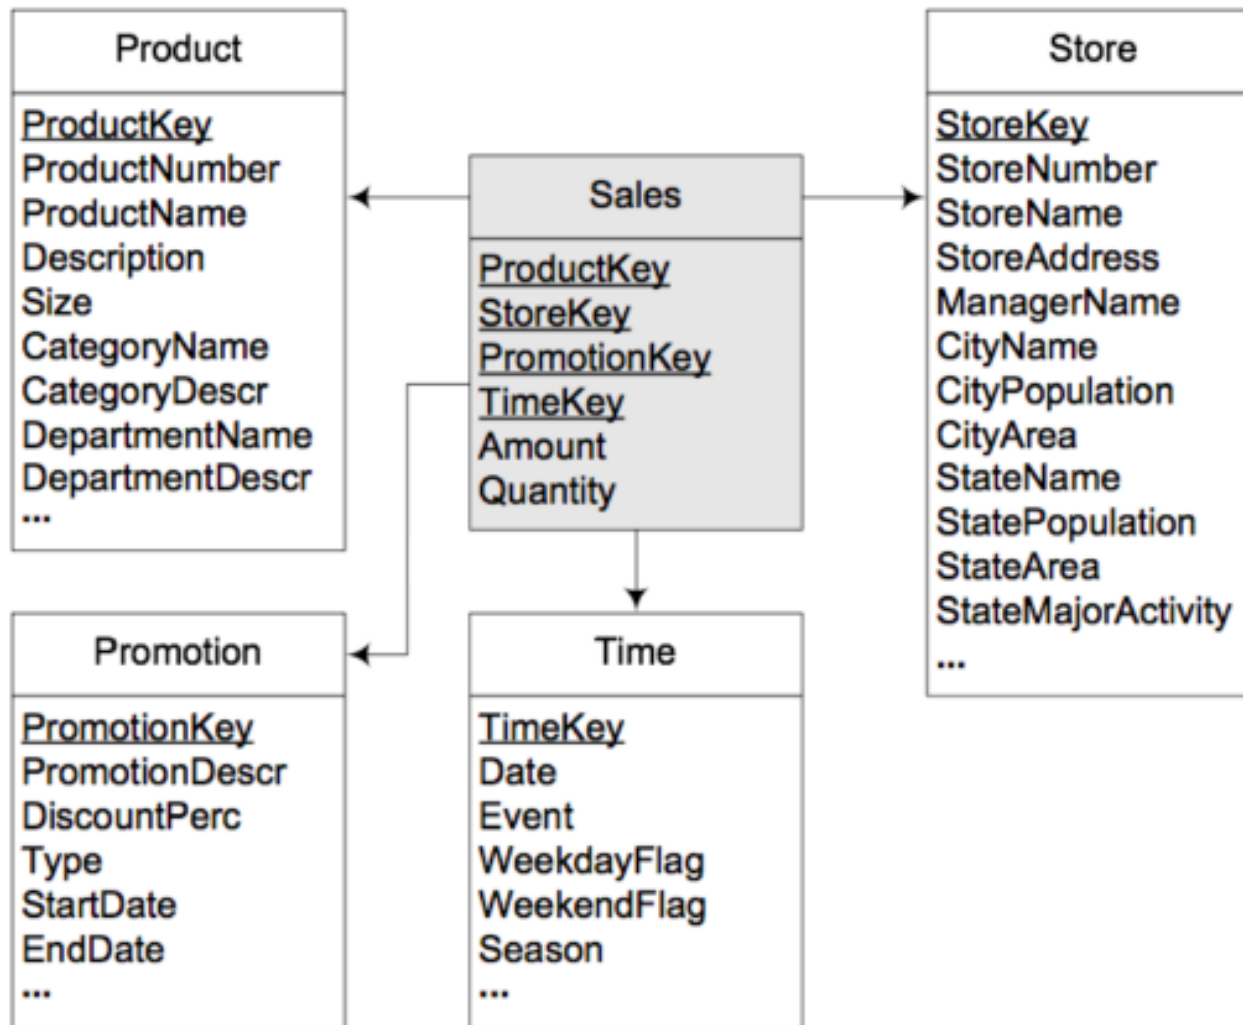 Product
ProductKey
ProductNumber
ProductName
Description
Size
CategoryName
CategoryDescr
DepartmentName
DepartmentDescr
...
Sales
ProductKey
StoreKey
PromotionKey
TimeKey
Amount
Quantity
Store
StoreKey
StoreNumber
StoreName
StoreAddress
ManagerName
CityName
CityPopulation
CityArea
StateName
StatePopulation
StateArea
StateMajorActivity
...
Promotion
PromotionKey
PromotionDescr
DiscountPerc
Type
StartDate
EndDate
...
Time
TimeKey
Date
Event
WeekdayFlag
WeekendFlag
Season
...